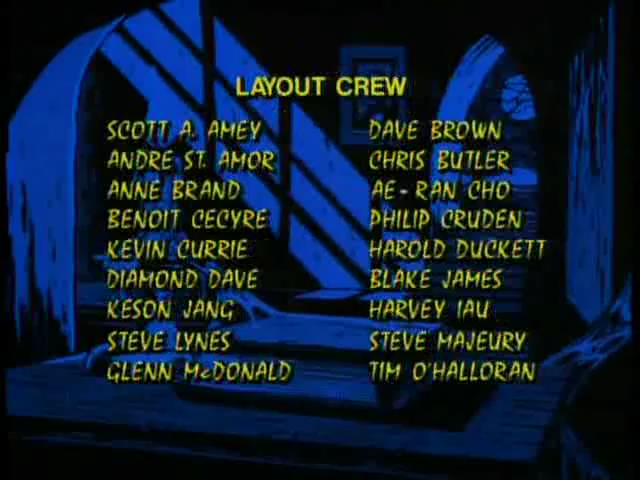 LAYOUT CREW
SCOTT A. AMEY
ANDRE ST. AMOR
ANNE BRAND
BENOIT CECYRE
KEVIN CURRIE
DIAMOND DAVE
KESON JANG
STEVE LYNES
GLENN McDONALD
DAVE BROWN
CHRIS BUTLER
AE-RAN CHO
PHILIP CRUDEN
HAROLD DUCKETT
BLAKE JAMES
HARVEY IAU
STEVE MAJEURY
TIM O'HALLORAN